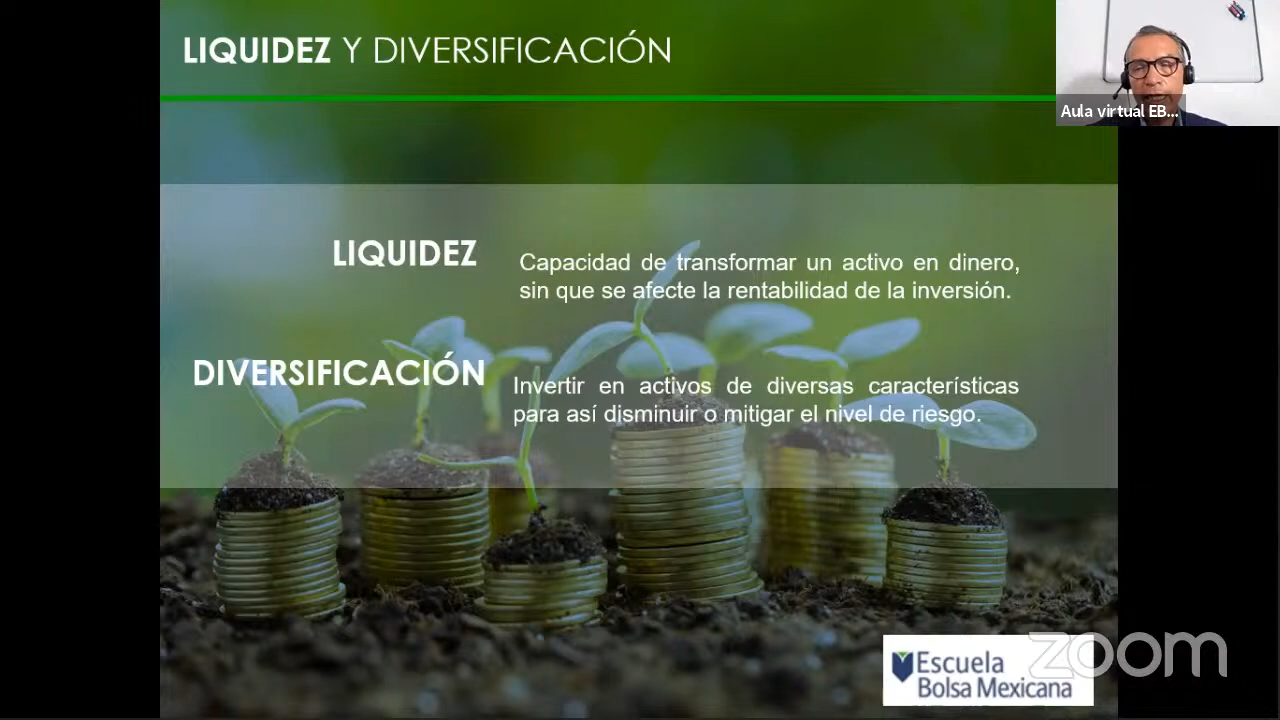 LIQUIDEZ Y DIVERSIFICACIÓN
Aula virtual EB...
LIQUIDEZ
Capacidad de transformar un activo en dinero,
sin que se afecte la rentabilidad de la inversión.
DIVERSIFICACIÓN
Invertir en activos de diversas características
para así disminuir o mitigar el nivel de riesgo.
Escuela
Bolsa Mexicana
zoom